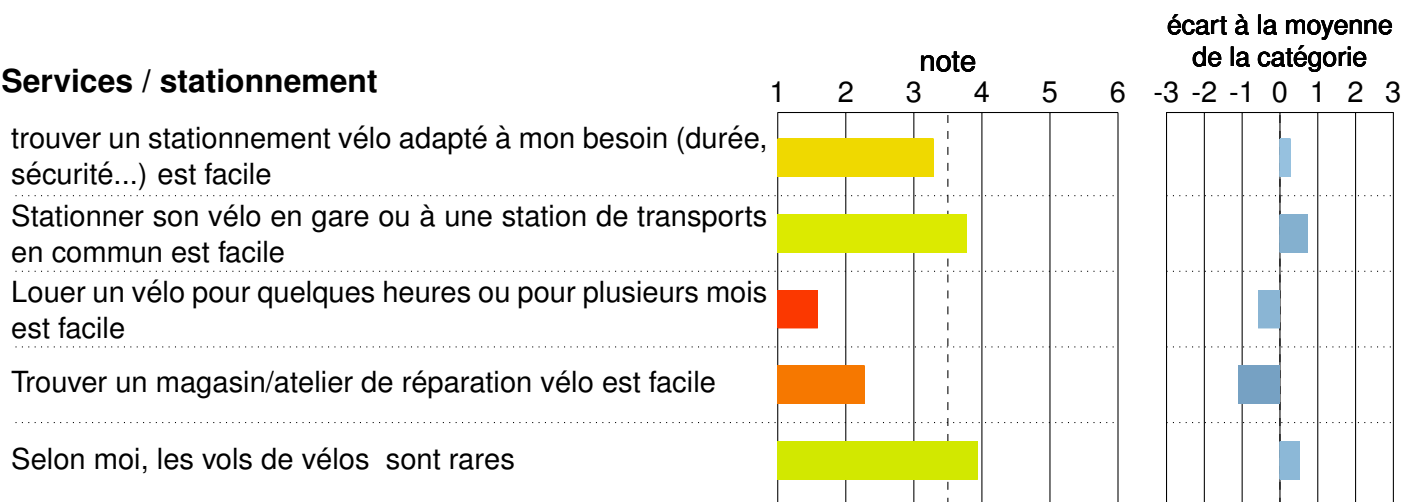 écart à la moyenne
note de la catégorie
Services / stationnement
1 2 3 4 5 6 -3 -2 -1 0 1 2 3
trouver un stationnement vélo adapté à mon besoin (durée,
sécurité...) est facile
Stationner son vélo en gare ou à une station de transports
en commun est facile
Louer un vélo pour quelques heures ou pour plusieurs mois
est facile
Trouver un magasin/atelier de réparation vélo est facile
Selon moi, les vols de vélos sont rares